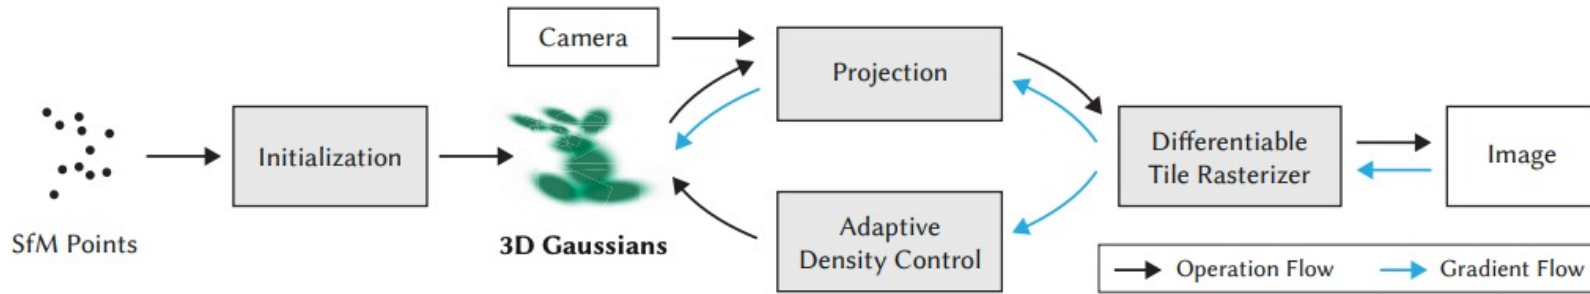 Camera
Projection
Initialization
Differentiable
Tile Rasterizer
Image
SfM Points
3D Gaussians
Adaptive
Density Control
Operation Flow
Gradient Flow